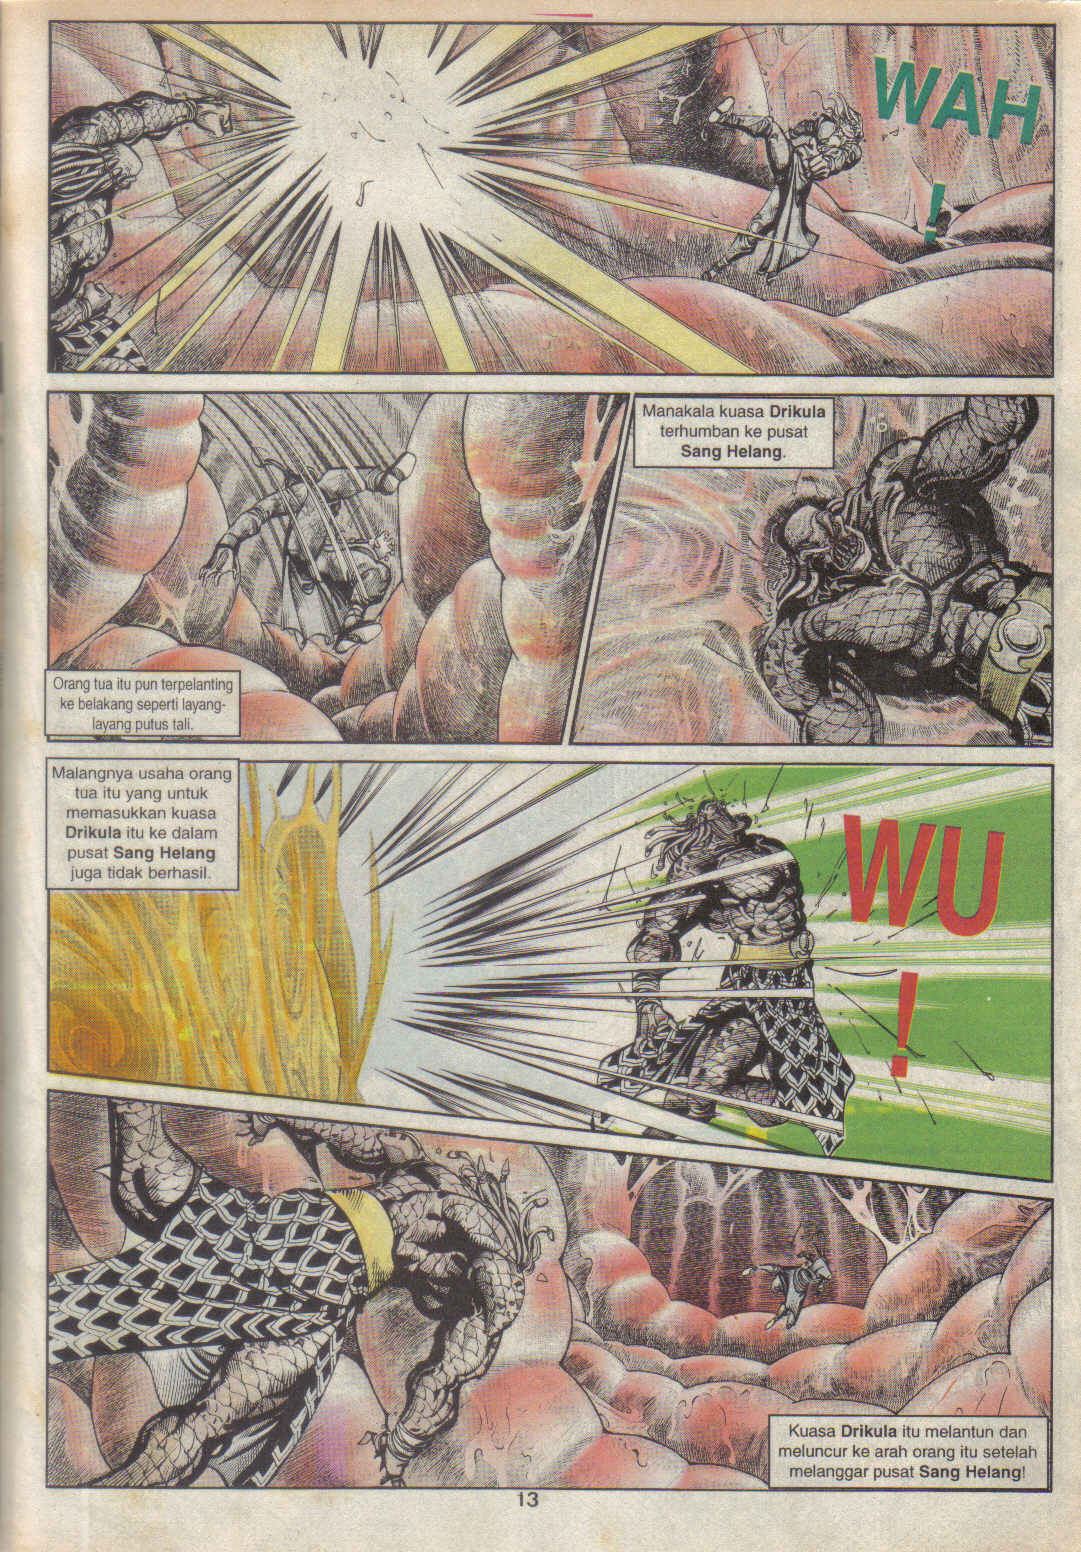 WAH
!
Manakala kuasa Drikula
terhumban ke pusat
Sang Helang.
Orang tua itu pun terpelanting
ke belakang seperti layang-
layang putus tali.
Malangnya usaha orang
tua itu yang untuk
memasukkan kuasa
Drikula itu ke dalam
pusat Sang Helang
juga tidak berhasil.
WU
!
Kuasa Drikula itu melantun dan
meluncur ke arah orang itu setelah
melanggar pusat Sang Helang!
13